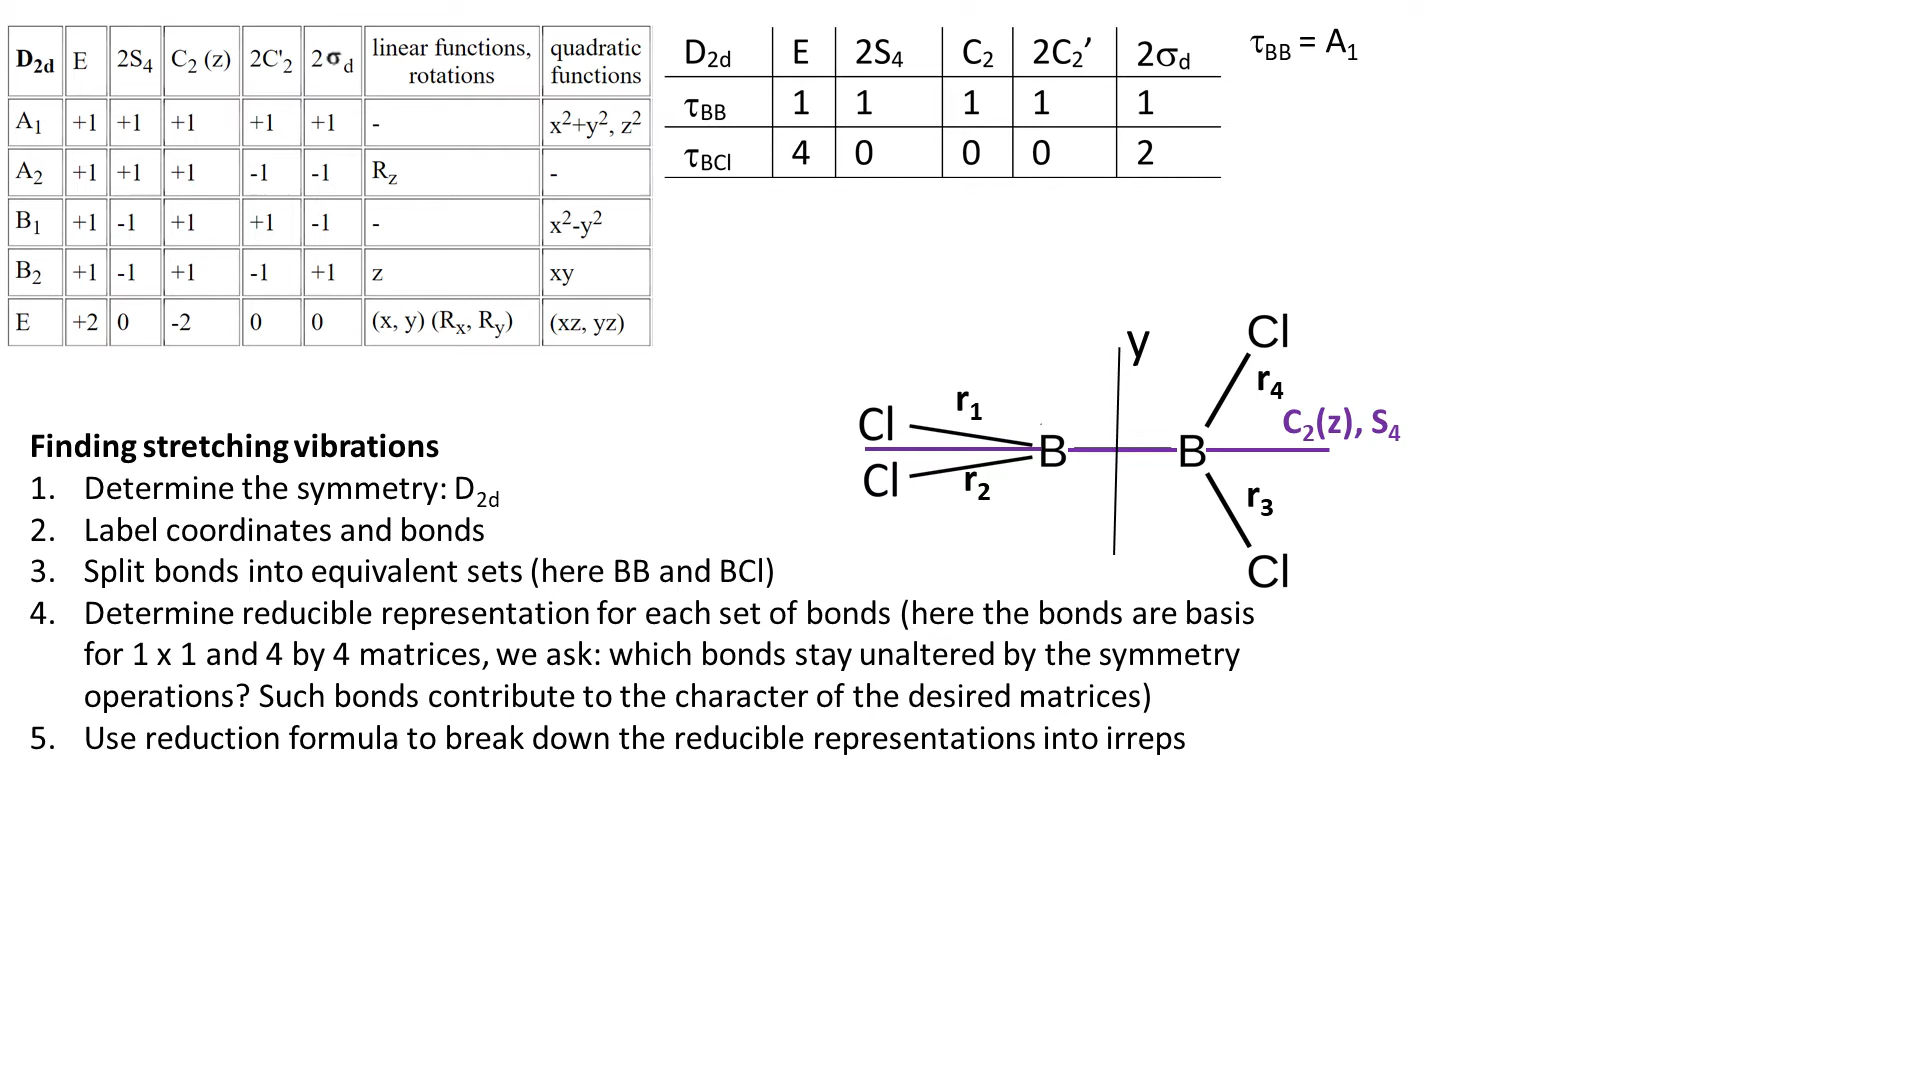 D2d E 2S4 C2 (z) 2C'2 2σd linear functions, rotations quadratic functions
A1 +1 +1 +1 +1 +1 - x²+y², z²
A2 +1 +1 +1 -1 -1 Rz -
B1 +1 -1 +1 +1 -1 - x²-y²
B2 +1 -1 +1 -1 +1 z xy
E +2 0 -2 0 0 (x, y) (Rx, Ry) (xz, yz)
D2d E 2S4 C2 2C2’ 2σd
τBB 1 1 1 1 1
τBCl 4 0 0 0 2
τBB = A1
y
Cl
r4
r1
C2(z), S4
Cl
B
B
Cl
r2
r3
Cl
Finding stretching vibrations
1. Determine the symmetry: D2d
2. Label coordinates and bonds
3. Split bonds into equivalent sets (here BB and BCl)
4. Determine reducible representation for each set of bonds (here the bonds are basis
for 1 x 1 and 4 by 4 matrices, we ask: which bonds stay unaltered by the symmetry
operations? Such bonds contribute to the character of the desired matrices)
5. Use reduction formula to break down the reducible representations into irreps